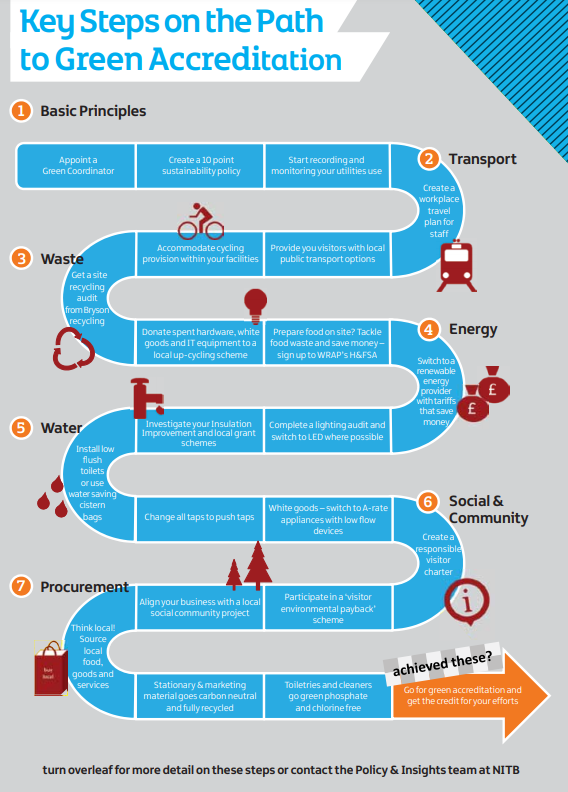 Key Steps on the Path
to Green Accreditation
1 Basic Principles
Appoint a
Green Coordinator
Create a 10 point
sustainability policy
Start recording and
monitoring your utilities use
2 Transport
Create a
workplace
travel
plan for
staff
Provide you visitors with local
public transport options
Accommodate cycling
provision within your facilities
3 Waste
Get a site
recycling
audit
from Bryson
recycling
Donate spent hardware, white
goods and IT equipment to a
local up-cycling scheme
Prepare food on site? Tackle
food waste and save money –
sign up to WRAP's H&FSA
4 Energy
Switch to a
renewable
energy
provider
with tariffs
that save
money
££
Complete a lighting audit and
switch to LED where possible
Investigate your Insulation
Improvement and local grant
schemes
5 Water
Install low
flush
toilets
or use
water saving
cistern
bags
Change all taps to push taps
White goods – switch to A-rate
appliances with low flow
devices
6 Social &
Community
Create a
responsible
visitor
charter
i
Participate in a 'visitor
environmental payback'
scheme
Align your business with a local
social community project
7 Procurement
Think local!
Source
local
food,
goods and
services
buy
local
Stationary & marketing
material goes carbon neutral
and fully recycled
Toiletries and cleaners
go green phosphate
and chlorine free
achieved these?
Go for green accreditation and
get the credit for your efforts
turn overleaf for more detail on these steps or contact the Policy & Insights team at NITB